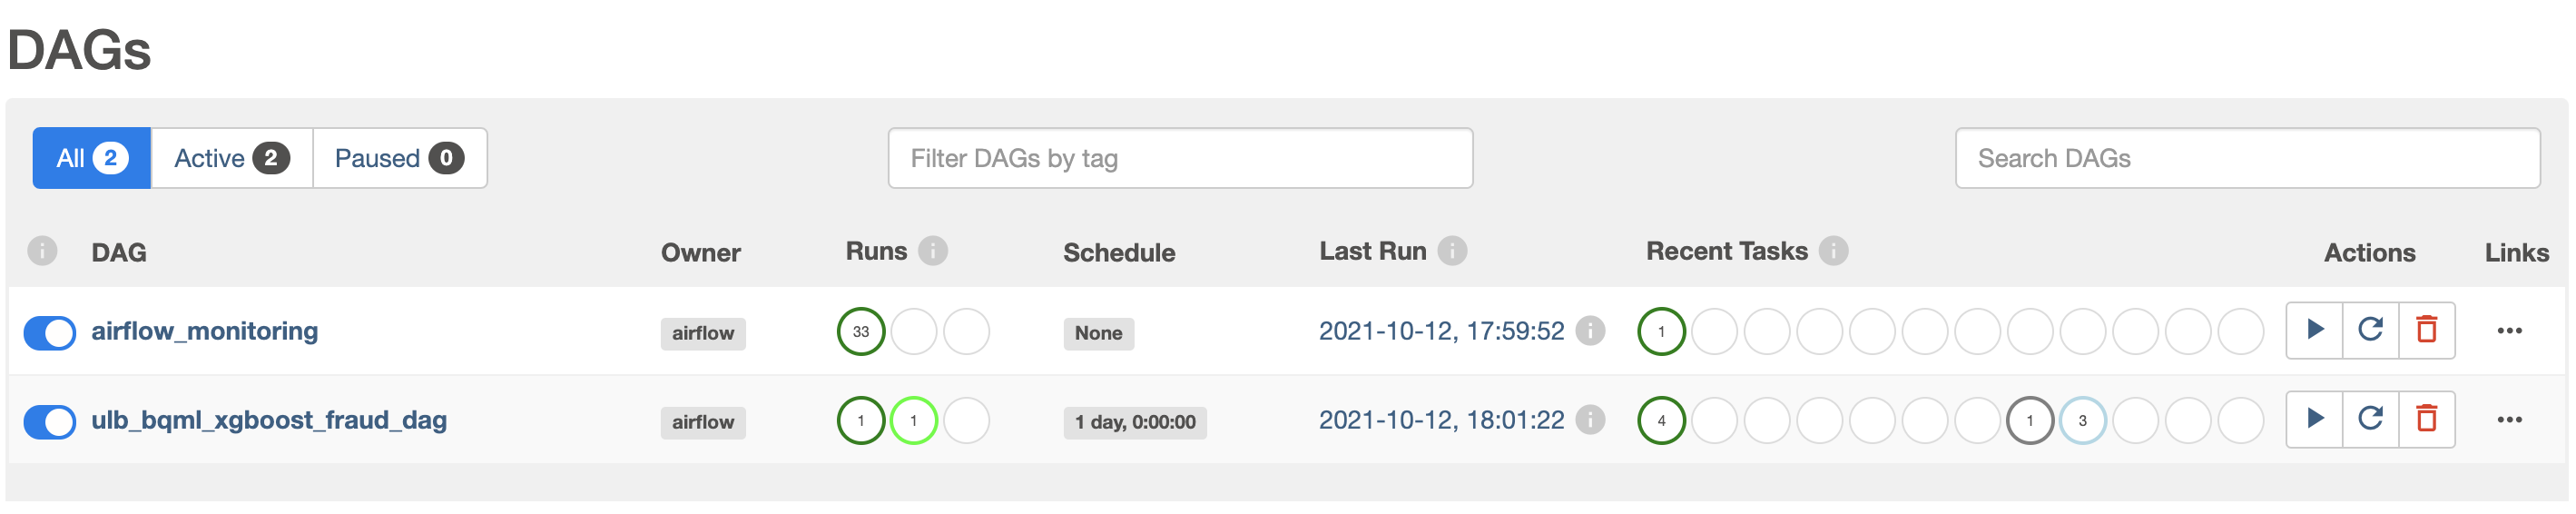 DAGs
All 2 Active 2 Paused 0 Filter DAGs by tag Search DAGs
i DAG Owner Runs i Schedule Last Run i Recent Tasks i Actions Links
airflow_monitoring airflow 33 None 2021-10-12, 17:59:52 i 1
ulb_bqml_xgboost_fraud_dag airflow 1 1 1 day, 0:00:00 2021-10-12, 18:01:22 i 4 1 3